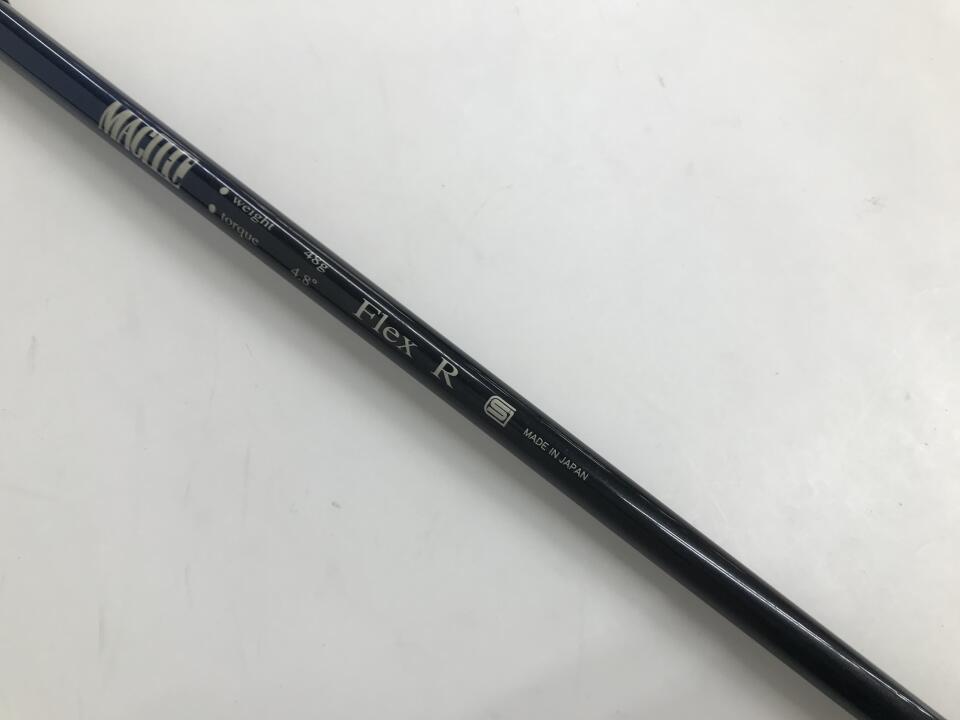 MACTEC
• weight 48g
• torque 4.8°
Flex R
MADE IN JAPAN